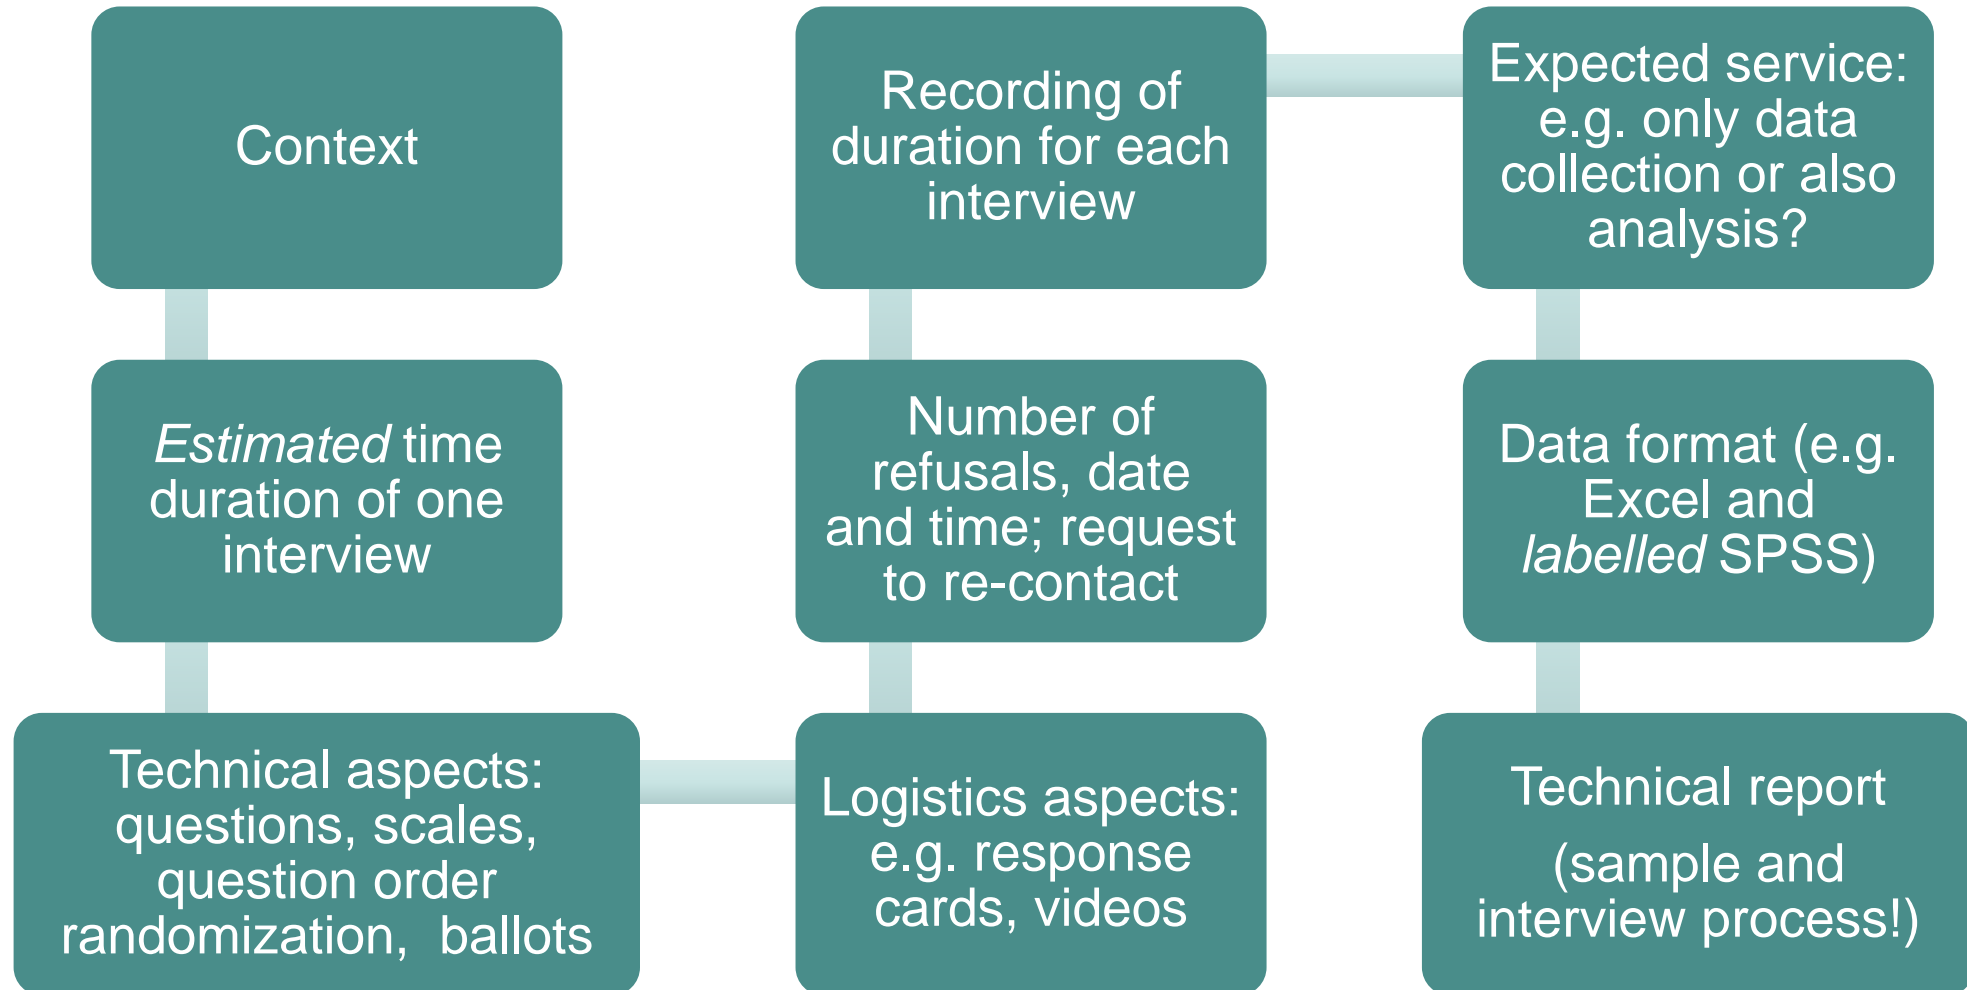 Context
Estimated time
duration of one
interview
Technical aspects:
questions, scales,
question order
randomization,  ballots
Logistics aspects:
e.g. response
cards, videos
Number of
refusals, date
and time; request
to re-contact
Recording of
duration for each
interview
Expected service:
e.g. only data
collection or also
analysis?
Data format (e.g.
Excel and
labelled SPSS)
Technical report
(sample and
interview process!)